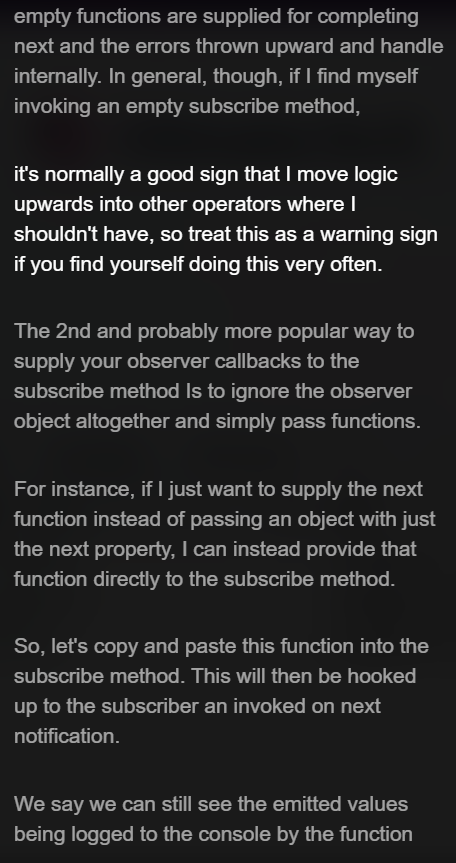 empty functions are supplied for completing
next and the errors thrown upward and handle
internally. In general, though, if I find myself
invoking an empty subscribe method,
it's normally a good sign that I move logic
upwards into other operators where I
shouldn't have, so treat this as a warning sign
if you find yourself doing this very often.
The 2nd and probably more popular way to
supply your observer callbacks to the
subscribe method Is to ignore the observer
object altogether and simply pass functions.
For instance, if I just want to supply the next
function instead of passing an object with just
the next property, I can instead provide that
function directly to the subscribe method.
So, let's copy and paste this function into the
subscribe method. This will then be hooked
up to the subscriber an invoked on next
notification.
We say we can still see the emitted values
being logged to the console by the function